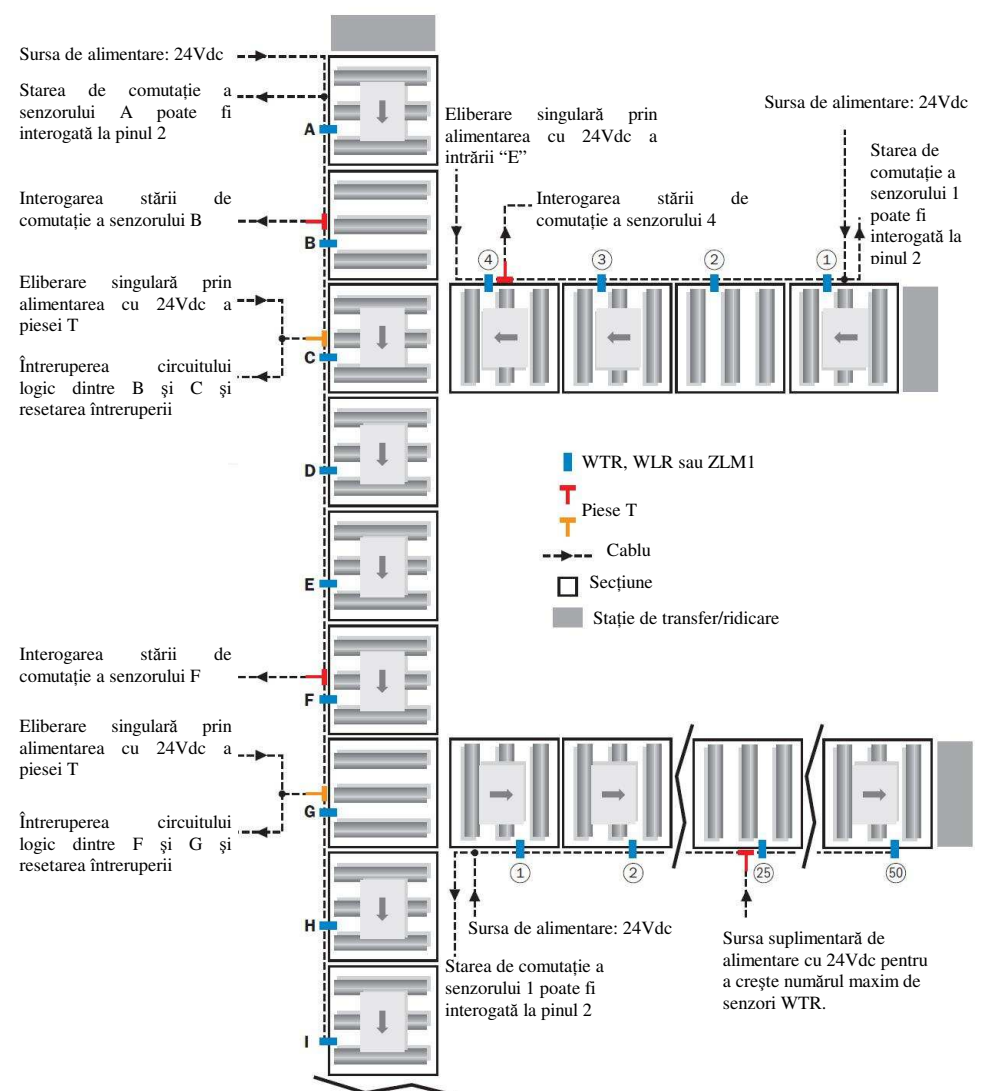 Sursa de alimentare: 24Vdc
Starea de comutație a
senzorului A poate fi
interogată la pinul 2
A
Interogarea stării de
comutație a senzorului B
B
Eliberare singulară prin
alimentarea cu 24Vdc a
piesei T
Întreruperea circuitului
logic dintre B și C și
resetarea întreruperii
C
D
E
Interogarea stării de
comutație a senzorului F
F
Eliberare singulară prin
alimentarea cu 24Vdc a
piesei T
Întreruperea circuitului
logic dintre F și G și
resetarea întreruperii
G
H
I
Eliberare singulară prin
alimentarea cu 24Vdc a
intrării “E”
Interogarea stării de
comutație a senzorului 4
Sursa de alimentare: 24Vdc
Starea de
comutație a
senzorului 1
poate fi
interogată la
pinul 2
4
3
2
1
WTR, WLR sau ZLM1
Piese T
Cablu
Secțiune
Stație de transfer/ridicare
1
2
25
50
Sursa de alimentare: 24Vdc
Starea de comutație a
senzorului 1 poate fi
interogată la pinul 2
Sursa suplimentară de
alimentare cu 24Vdc pentru
a crește numărul maxim de
senzori WTR.